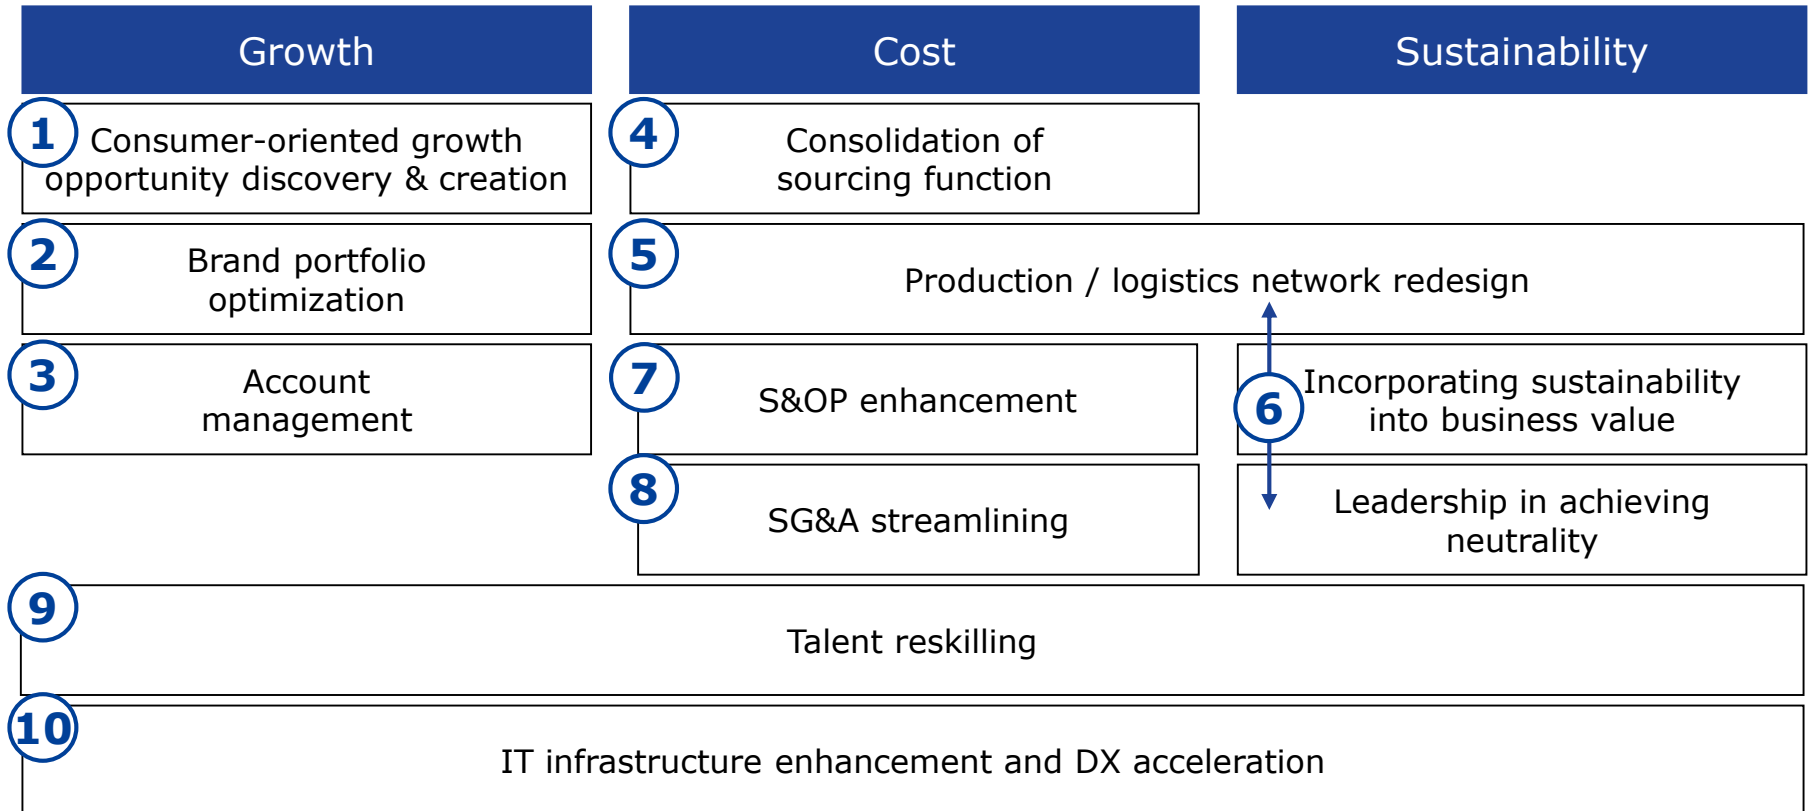 Growth
Cost
Sustainability
1
Consumer-oriented growth
opportunity discovery & creation
4
Consolidation of
sourcing function
2
Brand portfolio
optimization
5
Production / logistics network redesign
3
Account
management
7
S&OP enhancement
6
Incorporating sustainability
into business value
8
SG&A streamlining
Leadership in achieving
neutrality
9
Talent reskilling
10
IT infrastructure enhancement and DX acceleration